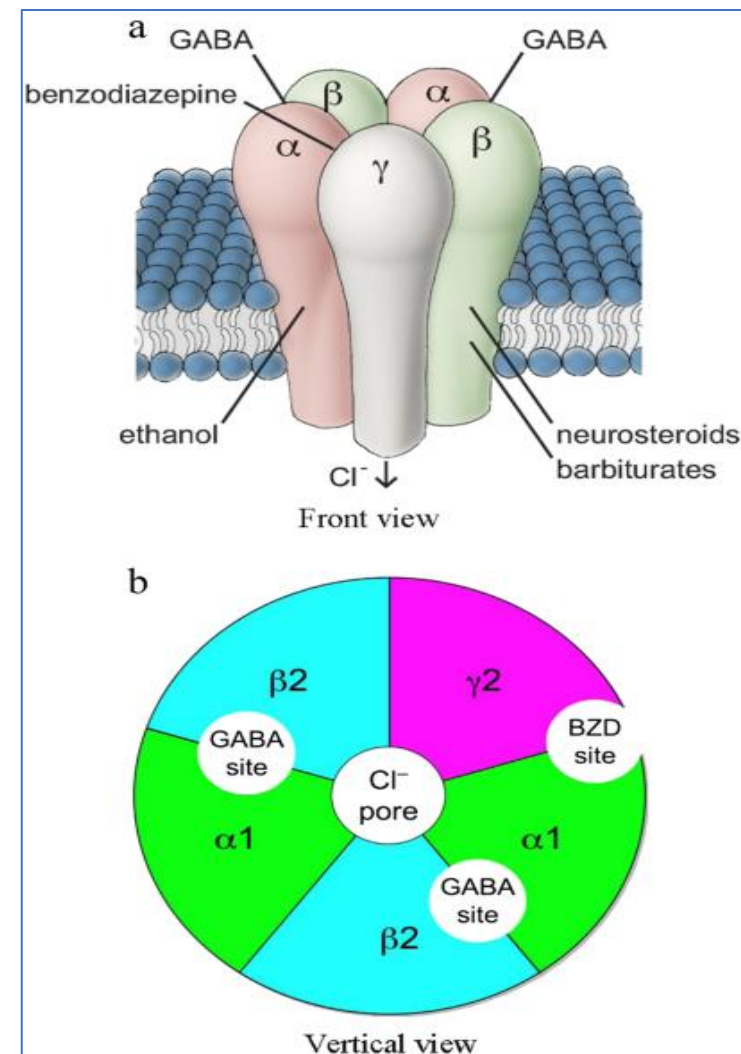 a
GABA GABA
benzodiazepine
β α
α γ β
ethanol
neurosteroids
barbiturates
Cl⁻ ↓
Front view
b
β2 γ2
GABA
site
BZD
site
Cl⁻
pore
α1 α1
GABA
site
β2
Vertical view